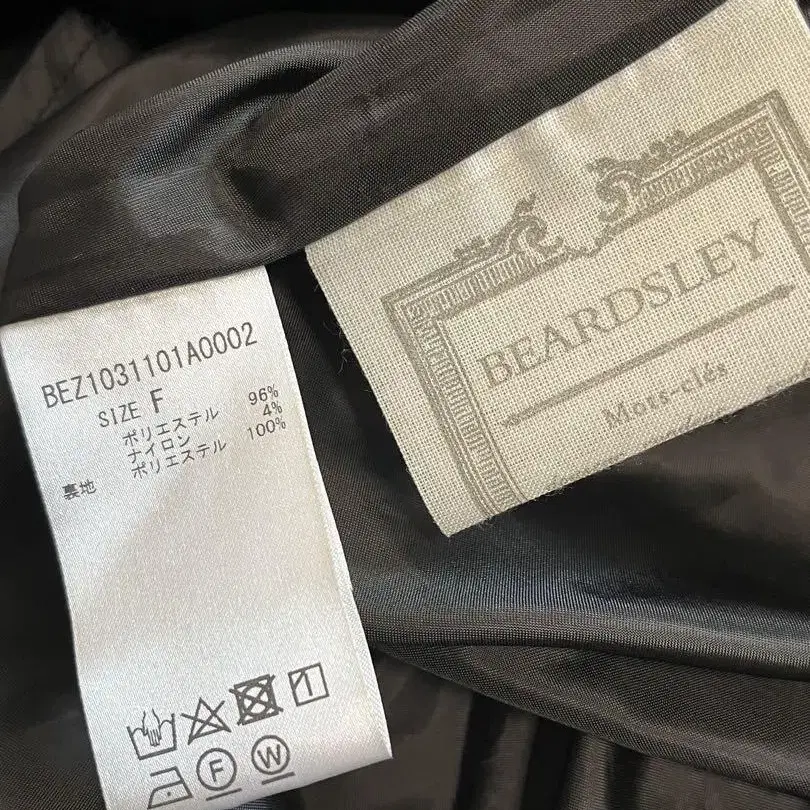 BEZ1031101A0002
SIZE F
ポリエステル 96%
ナイロン 4%
裏地 ポリエステル 100%
F W
BEARDSLEY
Mots-clés